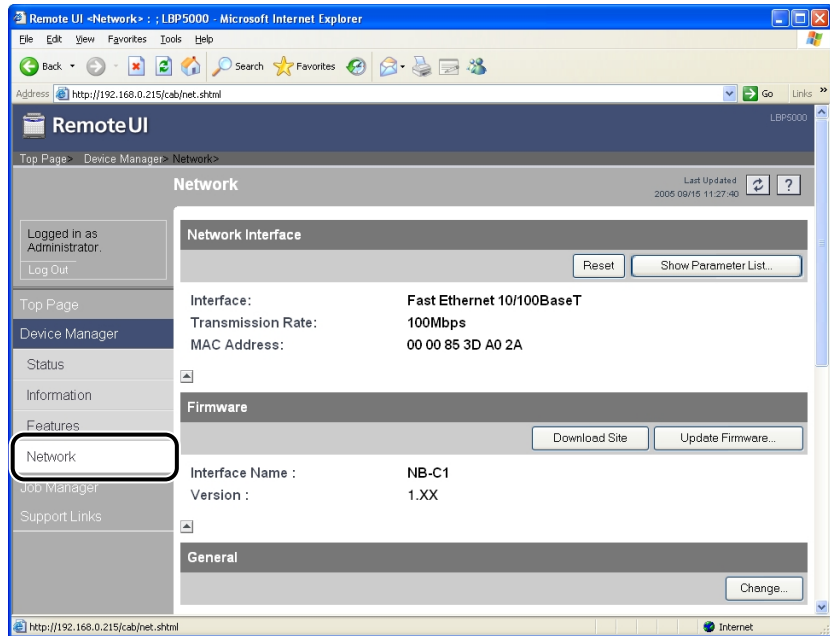 Remote UI <Network> : ; LBP5000 - Microsoft Internet Explorer
File Edit View Favorites Tools Help
Back Search Favorites
Address http://192.168.0.215/cab/net.shtml Go Links »
Remote UI
LBP5000
Top Page> Device Manager> Network>
Network
Last Updated
2005 09/15 11:27:40
?
Logged in as
Administrator.
Log Out
Top Page
Device Manager
Status
Information
Features
Network
Job Manager
Support Links
Network Interface
Reset Show Parameter List...
Interface: Fast Ethernet 10/100BaseT
Transmission Rate: 100Mbps
MAC Address: 00 00 85 3D A0 2A
Firmware
Download Site Update Firmware...
Interface Name : NB-C1
Version : 1.XX
General
Change...
http://192.168.0.215/cab/net.shtml Internet